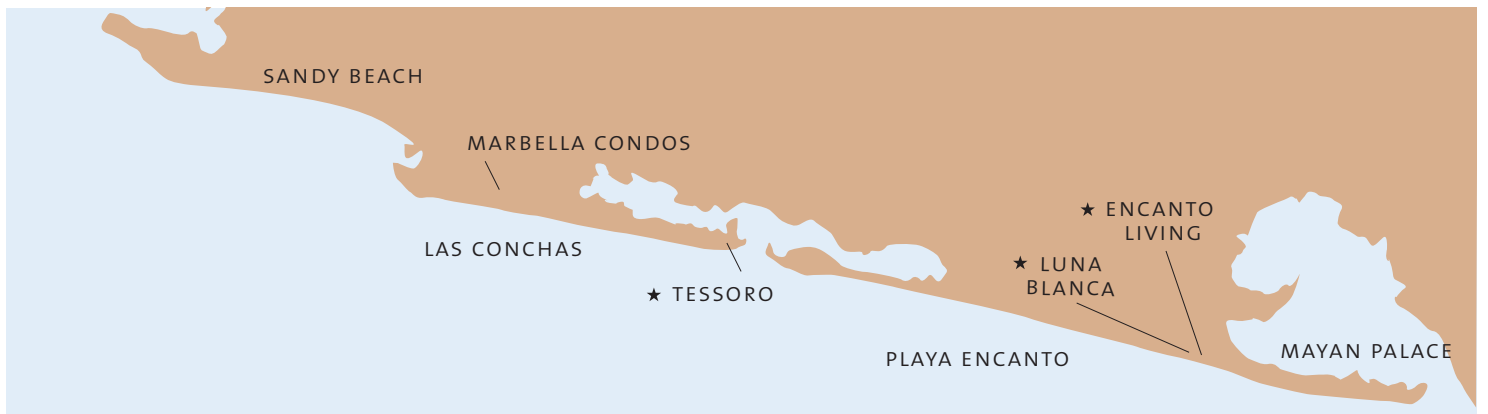 SANDY BEACH
MARBELLA CONDOS
LAS CONCHAS
★ TESSORO
★ ENCANTO
LIVING
★ LUNA
BLANCA
PLAYA ENCANTO
MAYAN PALACE